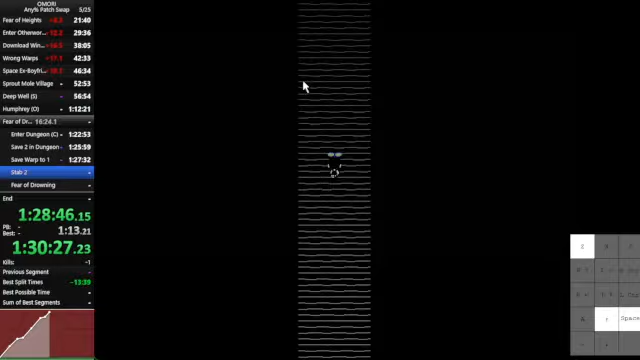 OMORI
Any% Patch Swap 5/25
Fear of Heights 21:40
Enter Otherwor... 29:36
Download Win... 38:05
Wrong Warps 42:33
Space Ex-Boyfri... 46:34
Sprout Mole Village - 52:53
Deep Well (S) - 56:54
Humphrey (O) - 1:12:21
Fear of Dr... 16:24.1
Enter Dungeon (C) - 1:22:53
Save 2 in Dungeon - 1:25:59
Save Warp to 1 - 1:27:32
Stab 2 -
Fear of Drowning -
End -
1:28:46.15
PB: -
Best: -
1:13.21
1:30:27.23
Kills: -1
Previous Segment -
Best Split Times -13:39
Best Possible Time -
Sum of Best Segments -
Space